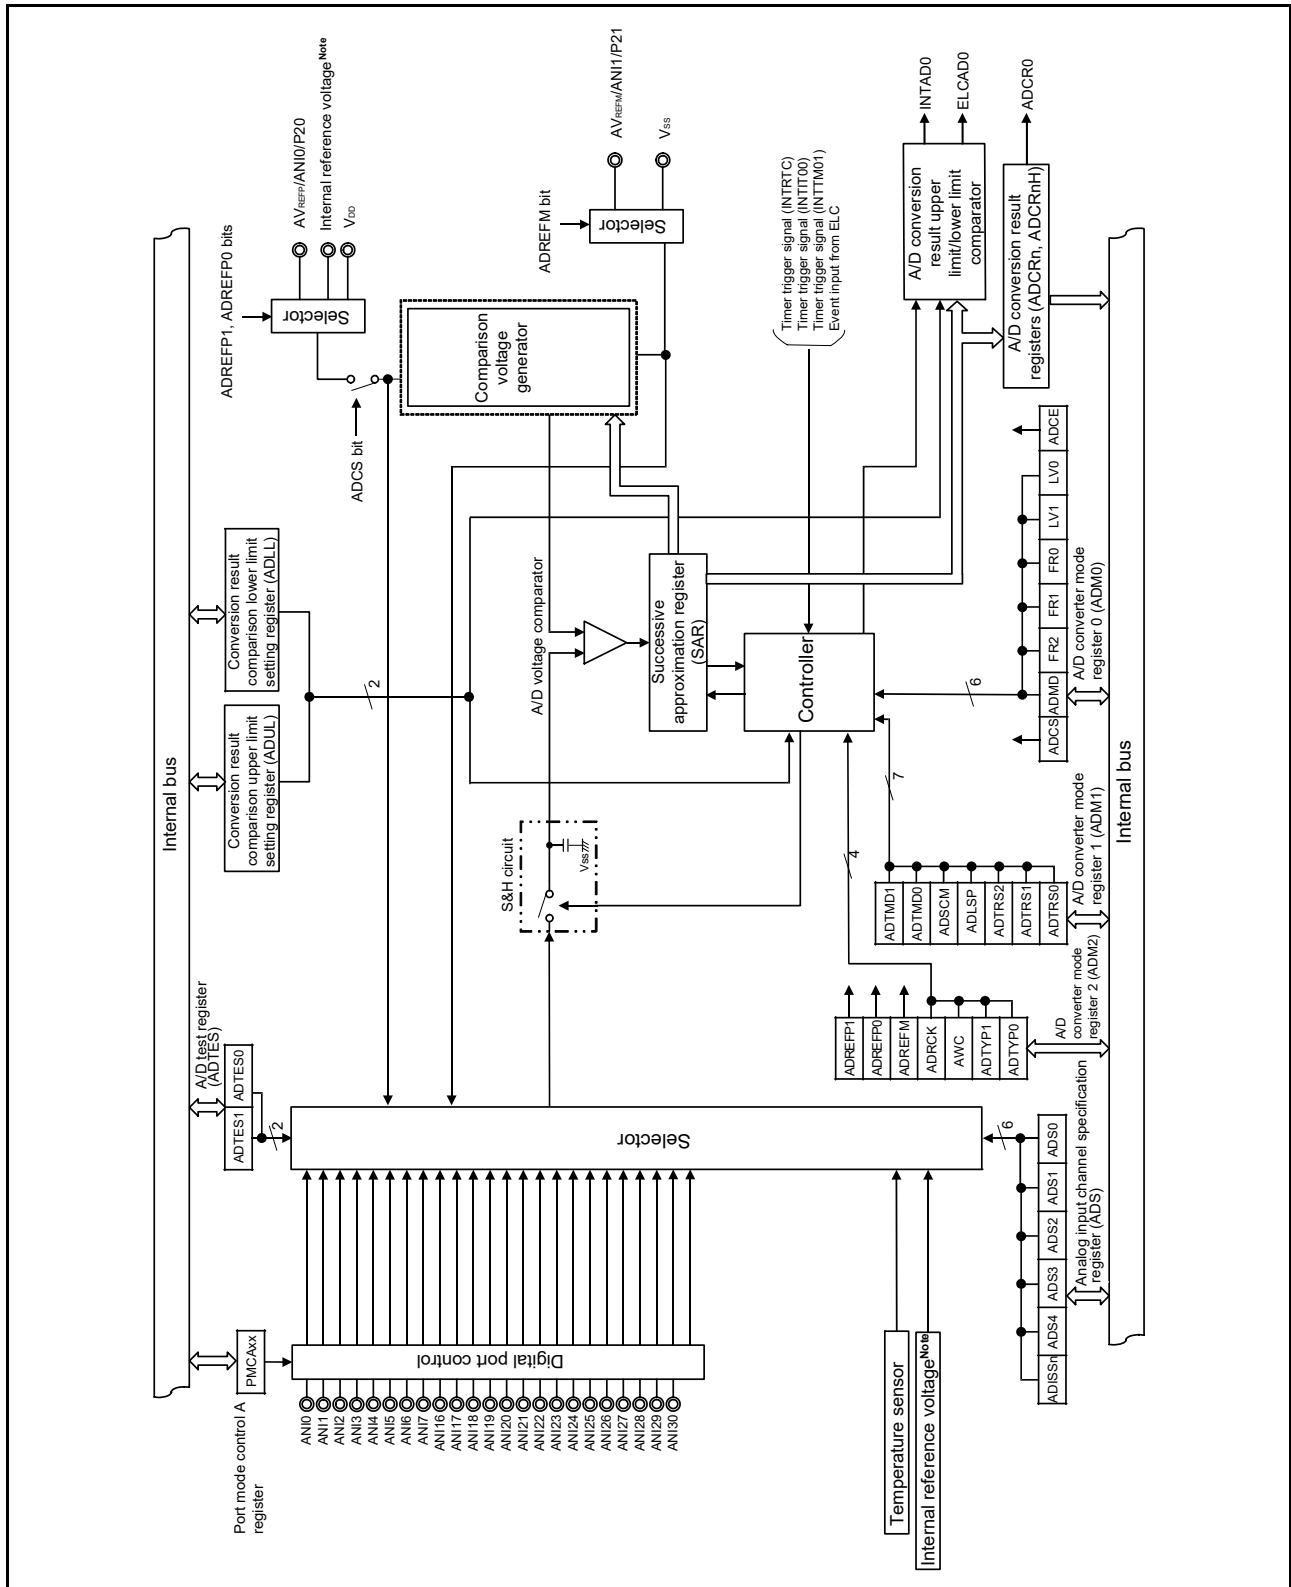 Internal bus
Port mode control A
register
PMCAxx
A/D test register
(ADTES)
ADTES1
ADTES0
2
Conversion result
comparison upper limit
setting register (ADUL)
Conversion result
comparison lower limit
setting register (ADLL)
2
ADREFP1, ADREFP0 bits
Selector
AVREFP/ANI0/P20
Internal reference voltageNote
VDD
ADCS bit
ANI0
ANI1
ANI2
ANI3
ANI4
ANI5
ANI6
ANI7
ANI16
ANI17
ANI18
ANI19
ANI20
ANI21
ANI22
ANI23
ANI24
ANI25
ANI26
ANI27
ANI28
ANI29
ANI30
Digital port control
Selector
S&H circuit
Vss
A/D voltage comparator
Comparison
voltage
generator
ADREFM bit
Selector
AVREFM/ANI1/P21
VSS
Successive
approximation register
(SAR)
Controller
Timer trigger signal (INTRTC)
Timer trigger signal (INTIT00)
Timer trigger signal (INTTM01)
Event input from ELC
A/D conversion
result upper
limit/lower limit
comparator
INTAD0
ELCAD0
A/D conversion result
registers (ADCRn, ADCRnH)
ADCR0
Temperature sensor
Internal reference voltageNote
6
ADISSn
ADS4
ADS3
ADS2
ADS1
ADS0
Analog input channel specification
register (ADS)
4
ADREFP1
ADREFP0
ADREFM
ADRCK
AWC
ADTYP1
ADTYP0
A/D
converter mode
register 2 (ADM2)
7
ADTMD1
ADTMD0
ADSCM
ADLSP
ADTRS2
ADTRS1
ADTRS0
A/D converter mode
register 1 (ADM1)
6
ADCS
ADMD
FR2
FR1
FR0
LV1
LV0
ADCE
A/D converter mode
register 0 (ADM0)
Internal bus